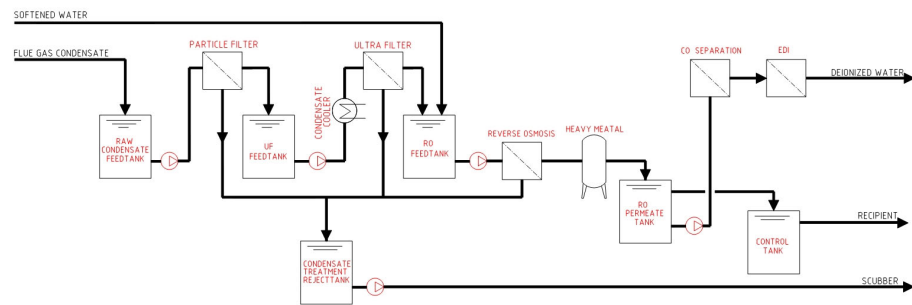 SOFTENED WATER
FLUE GAS CONDENSATE
PARTICLE FILTER
ULTRA FILTER
CO SEPARATION
EDI
DEIONIZED WATER
CONDENSATE
COOLER
RAW
CONDENSATE
FEEDTANK
UF
FEEDTANK
RO
FEEDTANK
REVERSE OSMOSIS
HEAVY MEATAL
RO
PERMEATE
TANK
CONTROL
TANK
RECIPIENT
CONDENSATE
TREATMENT
REJECTTANK
SCUBBER